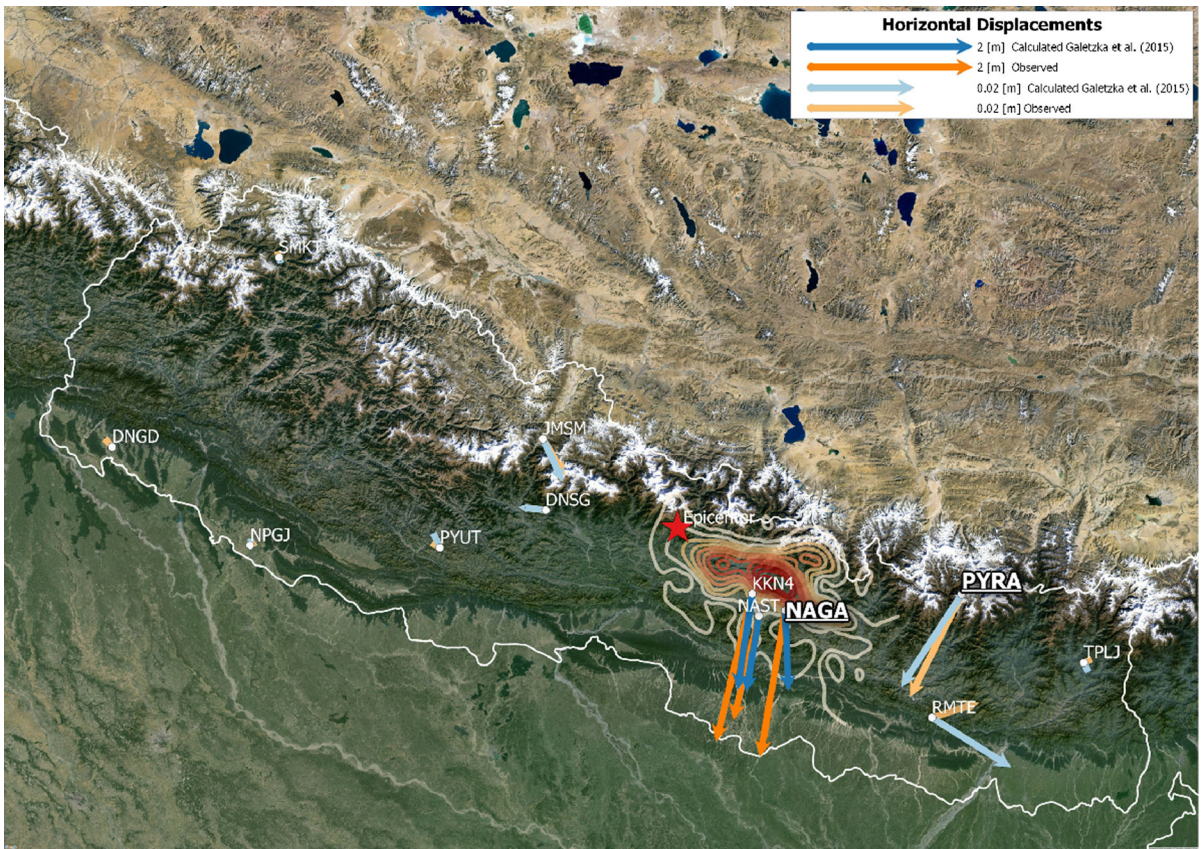 Horizontal Displacements
2 [m] Calculated Galetzka et al. (2015)
2 [m] Observed
0.02 [m] Calculated Galetzka et al. (2015)
0.02 [m] Observed
SMKT
DNGD
JMSM
DNSG
Epicenter
NPGJ
PYUT
KKN4
PYRA
NAST
NAGA
TPLJ
RMTE